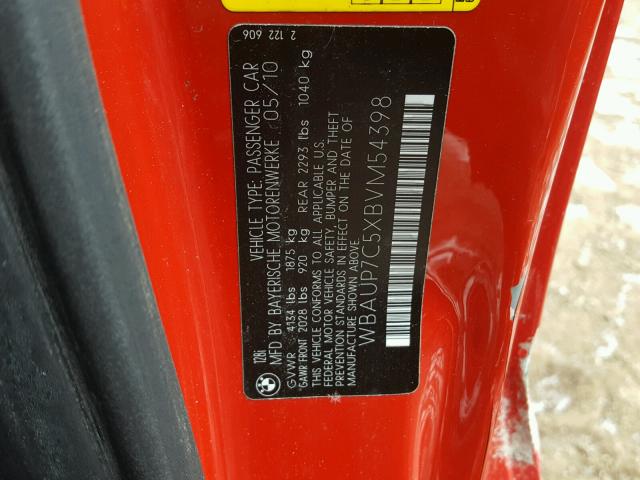 2 122 606
VEHICLE TYPE: PASSENGER CAR
128I MFD BY BAYERISCHE MOTORENWERKE 05/10
GVWR 4134 lbs 1875 kg
GAWR FRONT 2028 lbs 920 kg REAR 2293 lbs 1040 kg
THIS VEHICLE CONFORMS TO ALL APPLICABLE U.S.
FEDERAL MOTOR VEHICLE SAFETY, BUMPER AND THEFT
PREVENTION STANDARDS IN EFFECT ON THE DATE OF
MANUFACTURE SHOWN ABOVE.
WBAUP7C5XBVM54398